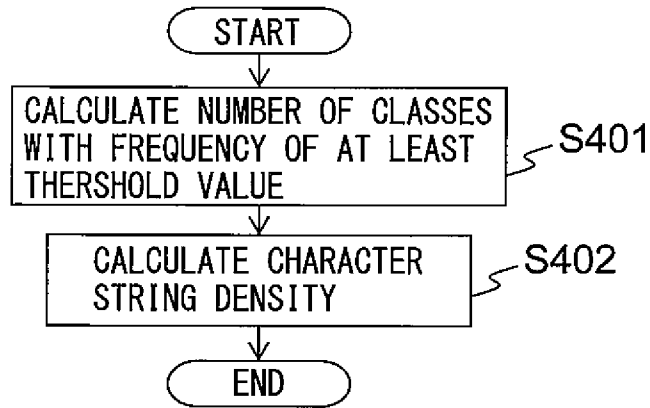 START
CALCULATE NUMBER OF CLASSES
WITH FREQUENCY OF AT LEAST
THERSHOLD VALUE
S401
CALCULATE CHARACTER
STRING DENSITY
S402
END